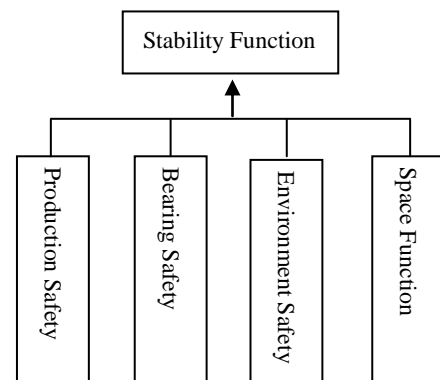 Stability Function
Production Safety
Bearing Safety
Environment Safety
Space Function